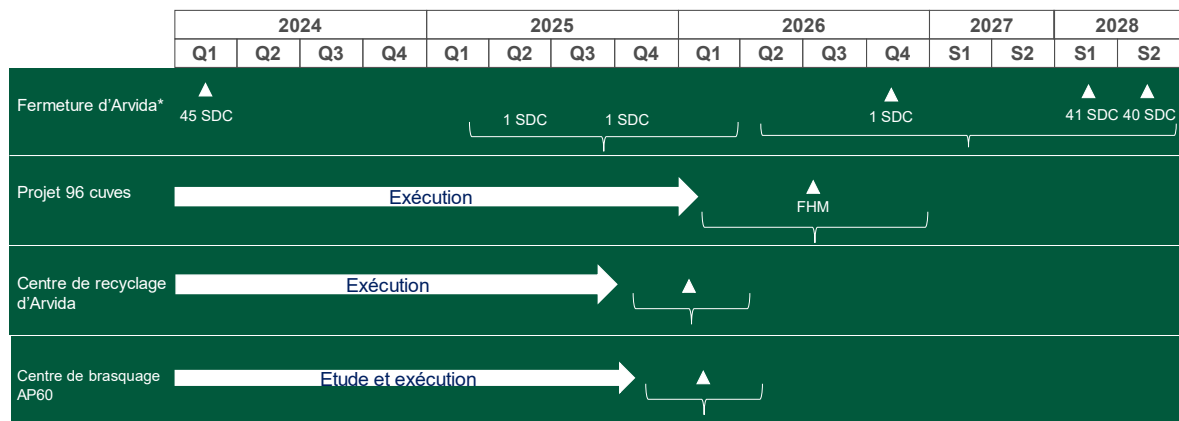 2024 2025 2026 2027 2028
Q1 Q2 Q3 Q4 Q1 Q2 Q3 Q4 Q1 Q2 Q3 Q4 S1 S2 S1 S2
Fermeture d'Arvida*
45 SDC 1 SDC 1 SDC 1 SDC 41 SDC 40 SDC
Projet 96 cuves
Exécution
FHM
Centre de recyclage
d'Arvida
Exécution
Centre de brasquage
AP60
Etude et exécution